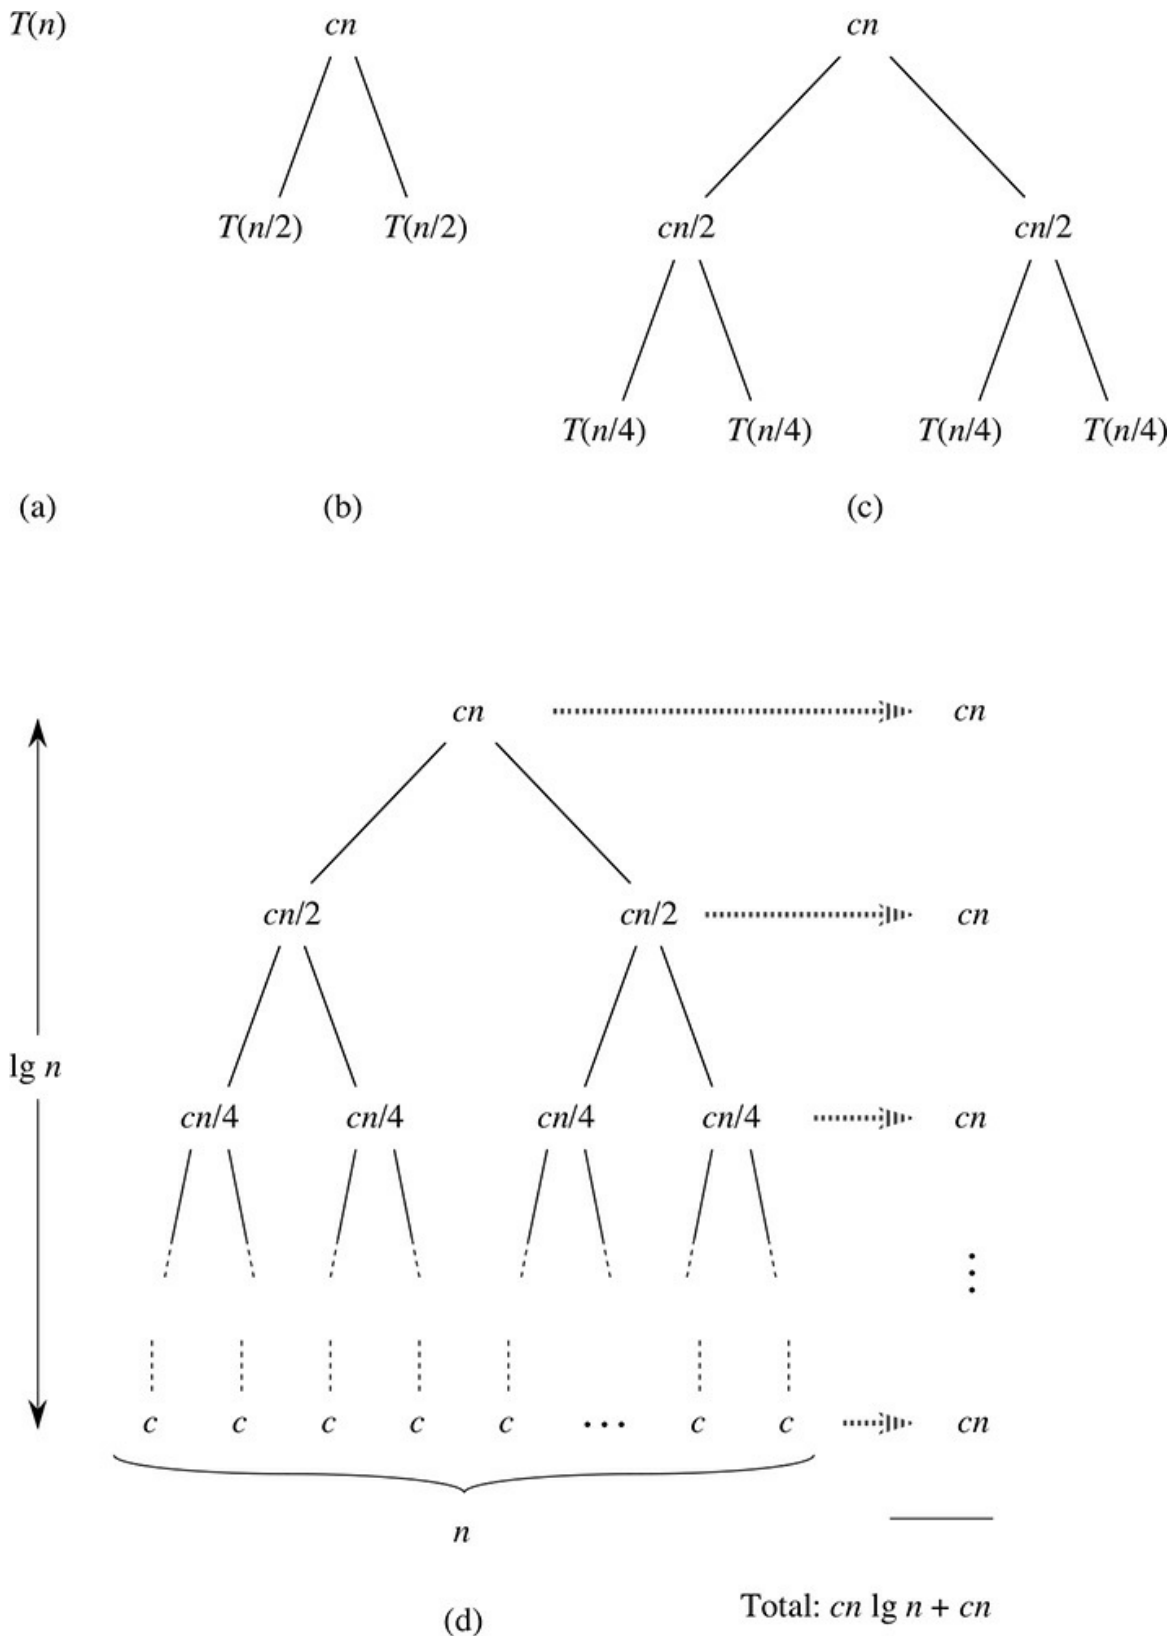 T(n) cn cn
T(n/2) T(n/2) cn/2 cn/2
T(n/4) T(n/4) T(n/4) T(n/4)
(a) (b) (c)
cn cn
cn/2 cn/2 cn
lg n
cn/4 cn/4 cn/4 cn/4 cn
c c c c c ... c c cn
n
Total: cn lg n + cn
(d)